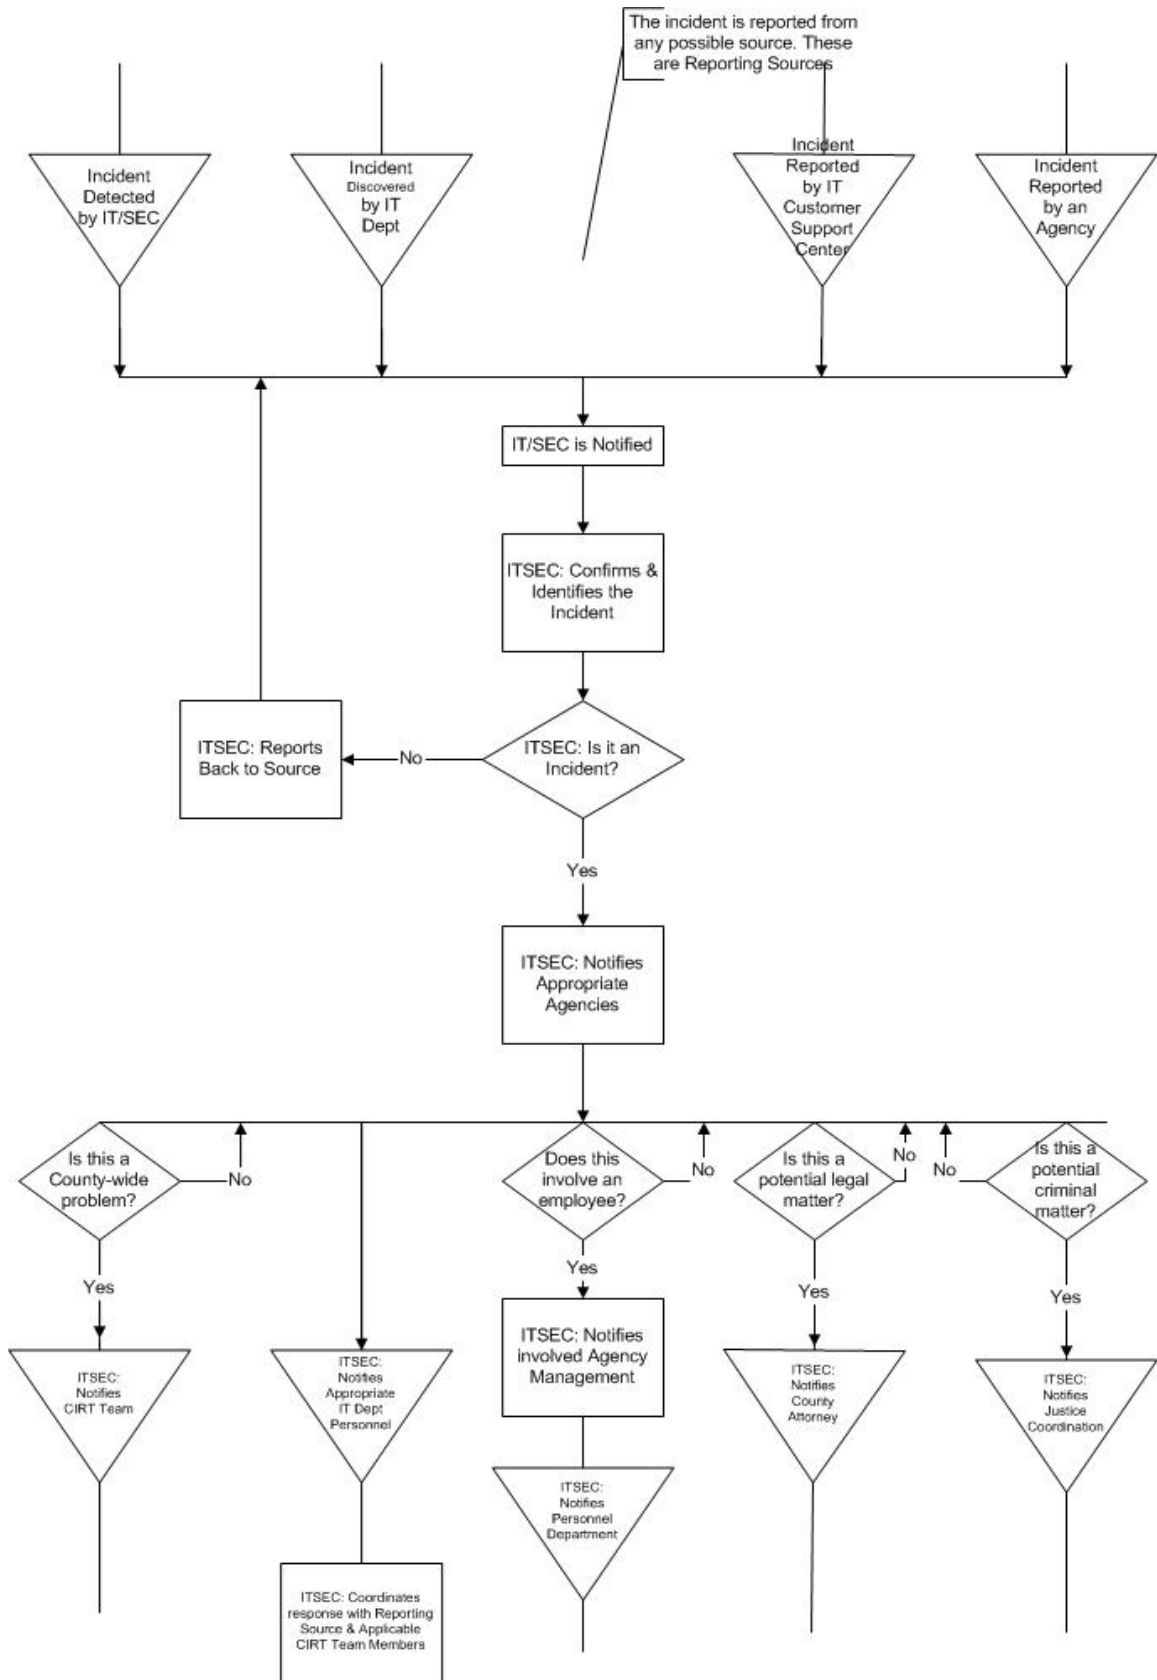 The incident is reported from
any possible source. These
are Reporting Sources
Incident
Detected
by IT/SEC
Incident
Discovered
by IT
Dept
Incident
Reported
by IT
Customer
Support
Center
Incident
Reported
by an
Agency
IT/SEC is Notified
ITSEC: Confirms &
Identifies the
Incident
ITSEC: Reports
Back to Source
No
ITSEC: Is it an
Incident?
Yes
ITSEC: Notifies
Appropriate
Agencies
Is this a
County-wide
problem?
No
Does this
involve an
employee?
No
Is this a
potential legal
matter?
No
No
Is this a
potential
criminal
matter?
Yes
Yes
Yes
Yes
ITSEC:
Notifies
CIRT Team
ITSEC:
Notifies
Appropriate
IT Dept
Personnel
ITSEC: Notifies
involved Agency
Management
ITSEC:
Notifies
County
Attorney
ITSEC:
Notifies
Justice
Coordination
ITSEC:
Notifies
Personnel
Department
ITSEC: Coordinates
response with Reporting
Source & Applicable
CIRT Team Members